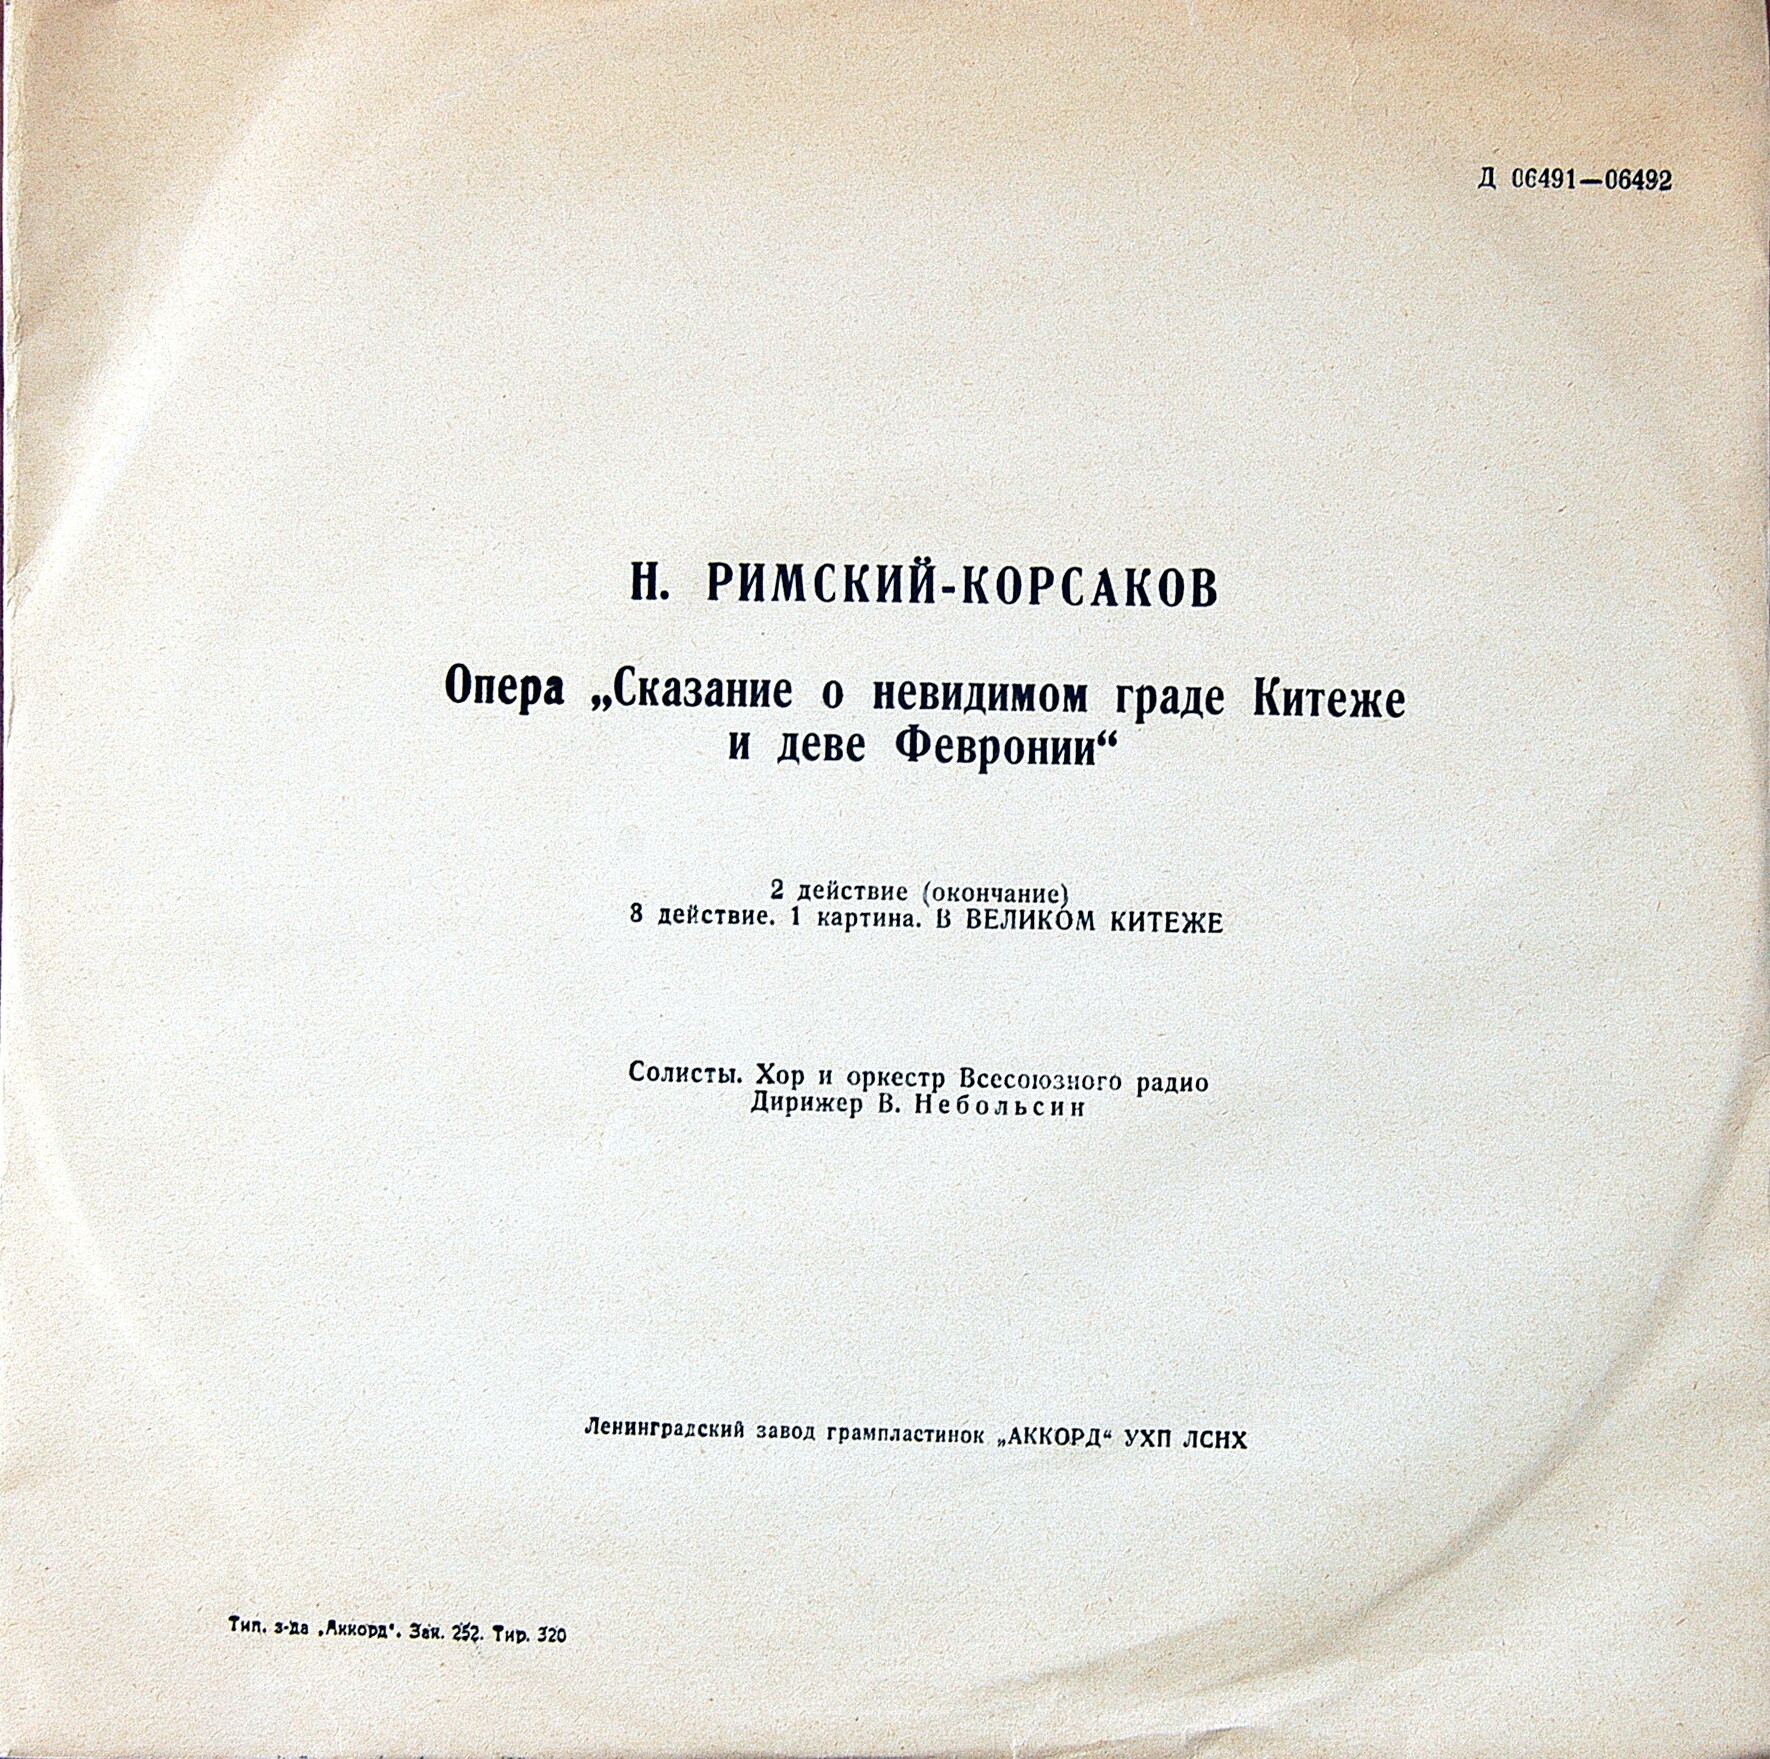 Д 06491—06492
Н. РИМСКИЙ-КОРСАКОВ
Опера „Сказание о невидимом граде Китеже
и деве Февронии“
2 действие (окончание)
3 действие. 1 картина. В ВЕЛИКОМ КИТЕЖЕ
Солисты. Хор и оркестр Всесоюзного радио
Дирижер В. Небольсин
Ленинградский завод грампластинок „АККОРД“ УХП ЛСНХ
Тип. з-да „Аккорд“. Зак. 252. Тир. 320